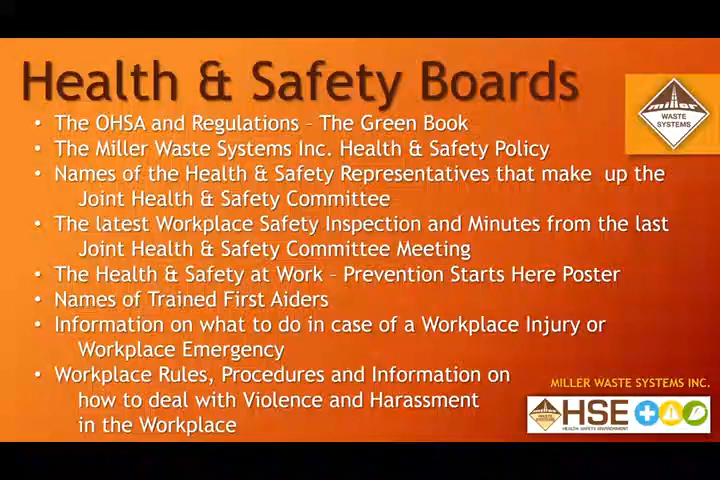 Health & Safety Boards
• The OHSA and Regulations – The Green Book
• The Miller Waste Systems Inc. Health & Safety Policy
• Names of the Health & Safety Representatives that make up the
Joint Health & Safety Committee
• The latest Workplace Safety Inspection and Minutes from the last
Joint Health & Safety Committee Meeting
• The Health & Safety at Work – Prevention Starts Here Poster
• Names of Trained First Aiders
• Information on what to do in case of a Workplace Injury or
Workplace Emergency
• Workplace Rules, Procedures and Information on
how to deal with Violence and Harassment
in the Workplace
miller
WASTE
SYSTEMS
MILLER WASTE SYSTEMS INC.
HSE
HEALTH SAFETY ENVIRONMENT